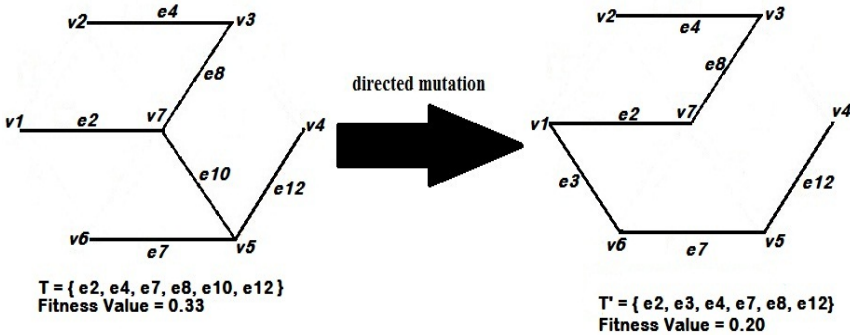 v2
e4
v3
e8
v1
e2
v7
v4
e10
e12
v6
e7
v5
T = { e2, e4, e7, e8, e10, e12 }
Fitness Value = 0.33
directed mutation
v2
e4
v3
e8
v1
e2
v7
v4
e3
e12
v6
e7
v5
T' = { e2, e3, e4, e7, e8, e12}
Fitness Value = 0.20